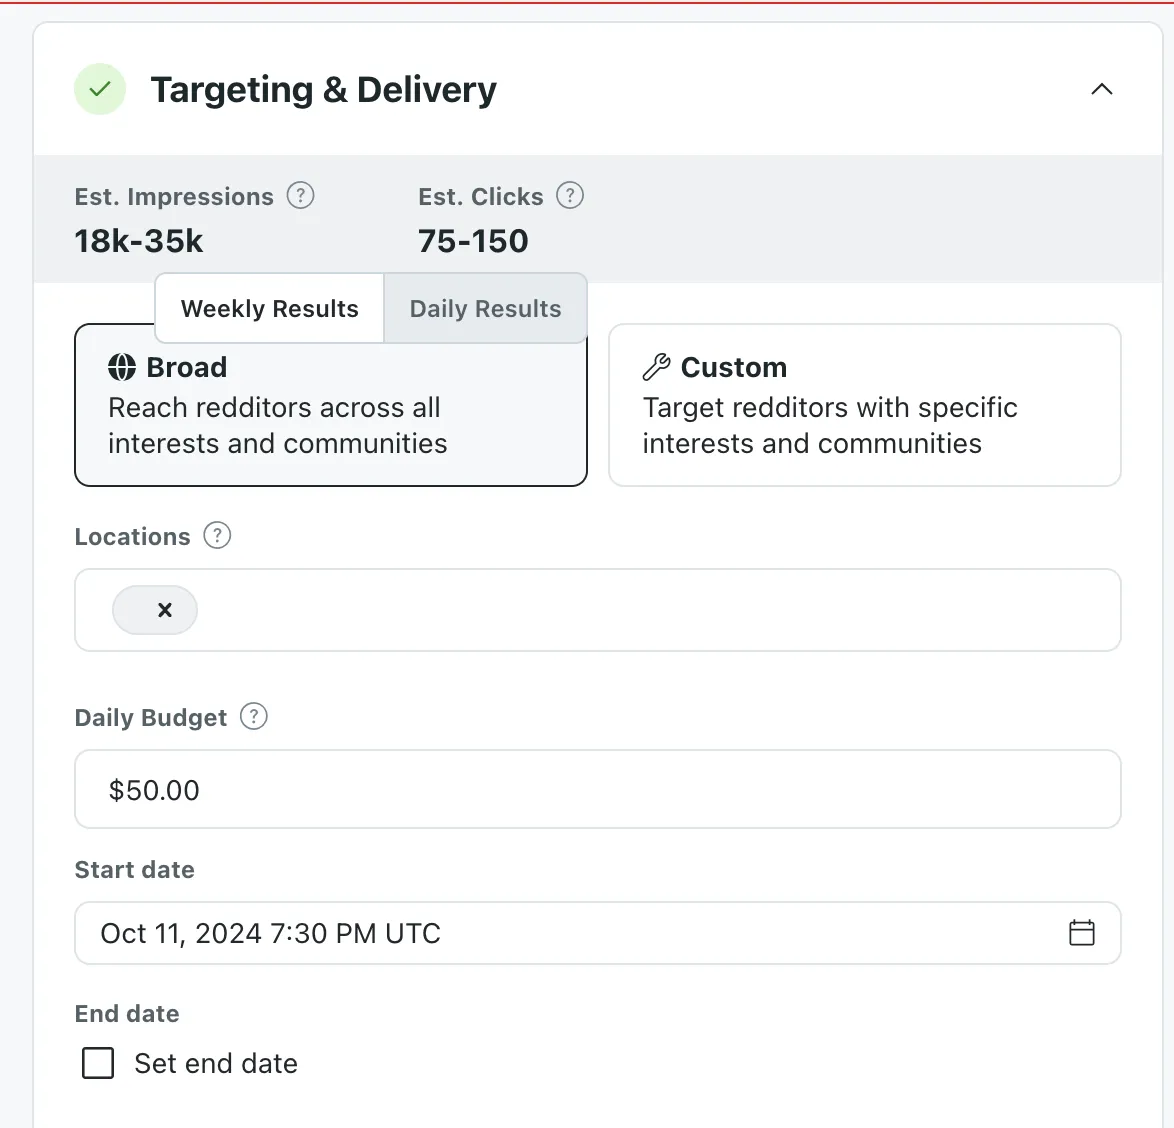 Targeting & Delivery
Est. Impressions ?
18k-35k
Est. Clicks ?
75-150
Weekly Results
Daily Results
Broad
Reach redditors across all
interests and communities
Custom
Target redditors with specific
interests and communities
Locations ?
Daily Budget ?
$50.00
Start date
Oct 11, 2024 7:30 PM UTC
End date
Set end date